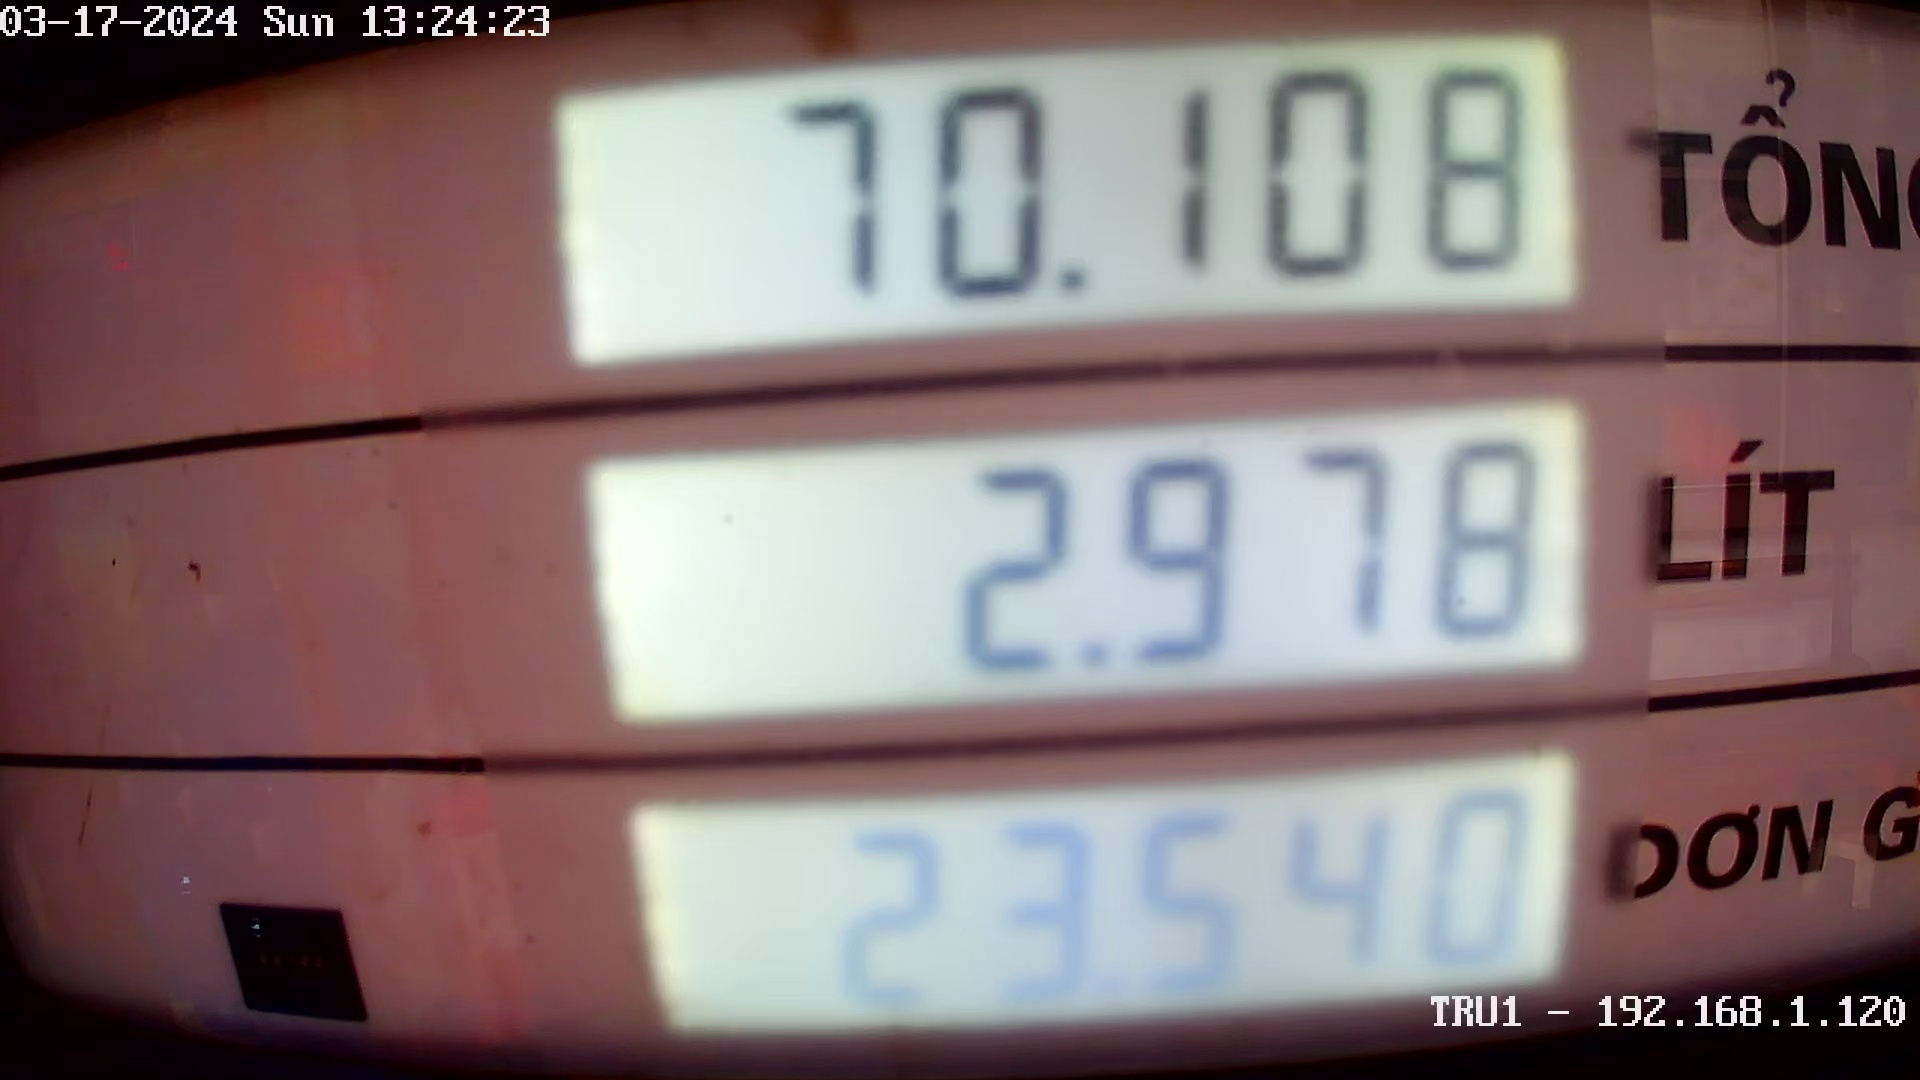 03-17-2024 Sun 13:24:23
70.108 TỔNG
2.978 LÍT
23.540 ĐƠN G
TRU1 - 192.168.1.120